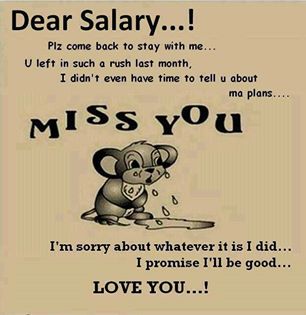 Dear Salary...!
Plz come back to stay with me...
U left in such a rush last month,
I didn't even have time to tell u about
ma plans....
MISS YOU
I'm sorry about whatever it is I did...
I promise I'll be good...
LOVE YOU...!